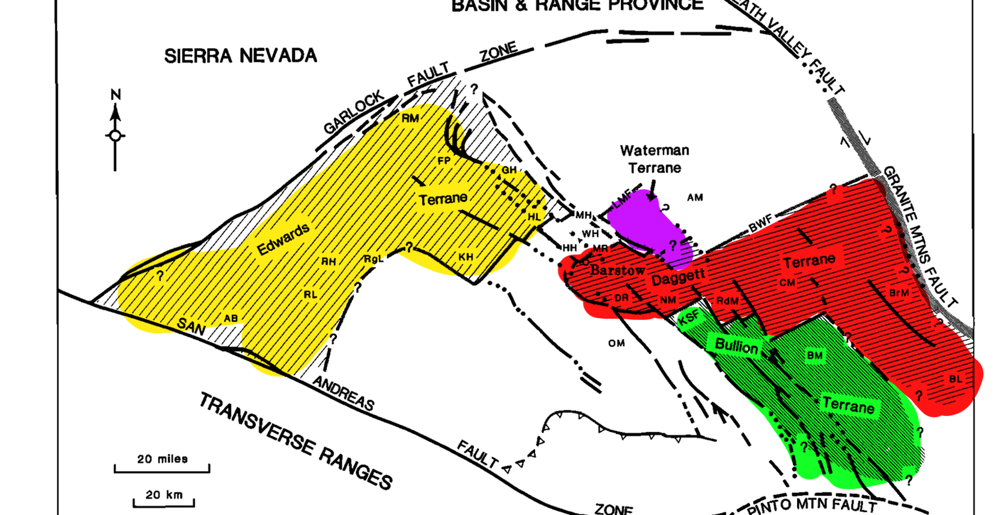 BASIN & RANGE PROVINCE
SIERRA NEVADA
GARLOCK FAULT ZONE
EATH VALLEY FAULT
GRANITE MTNS FAULT
N
?
RM
FP
GH
Terrane
HL
Edwards
RH
RgL
?
KH
?
RL
?
AB
?
SAN ANDREAS FAULT ZONE
Waterman
Terrane
LMF
?
AM
MH
WH
HH
MR
?
BWF
?
?
Barstow
Daggett
Terrane
CM
?
BrM
DR
NM
RdM
?
KSF
OM
Bullion
BM
?
BL
?
Terrane
?
?
?
TRANSVERSE RANGES
20 miles
20 km
PINTO MTN FAULT